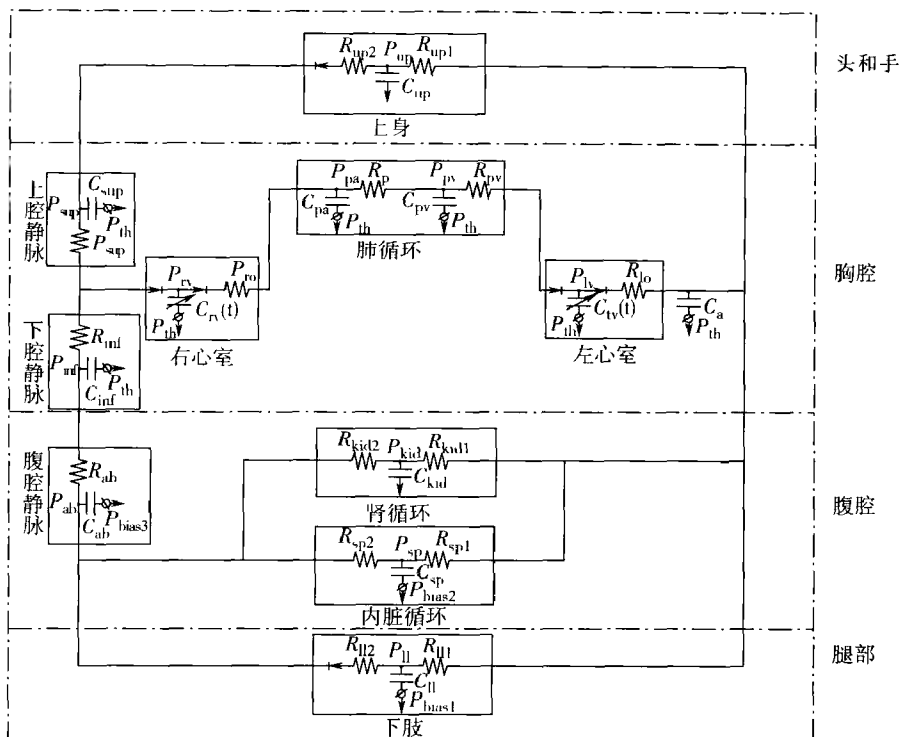 R_up2 P_up R_up1
C_up
上身
头和手
上腔静脉
C_sup
P_sup
P_th
P_sup
P_pa R_p P_pv R_pv
C_pa C_pv
P_th P_th
肺循环
胸腔
P_rv P_ro
C_rv(t)
P_th
右心室
P_lv R_lo
C_tv(t)
P_th
左心室
C_a
P_th
下腔静脉
R_inf
P_inf
P_th
C_inf
腹腔静脉
R_ab
P_ab
C_ab P_bias3
R_kid2 P_kid R_kid1
C_kid
肾循环
腹腔
R_sp2 P_sp R_sp1
C_sp
P_bias2
内脏循环
R_ll2 P_ll R_ll1
C_ll
P_bias1
下肢
腿部